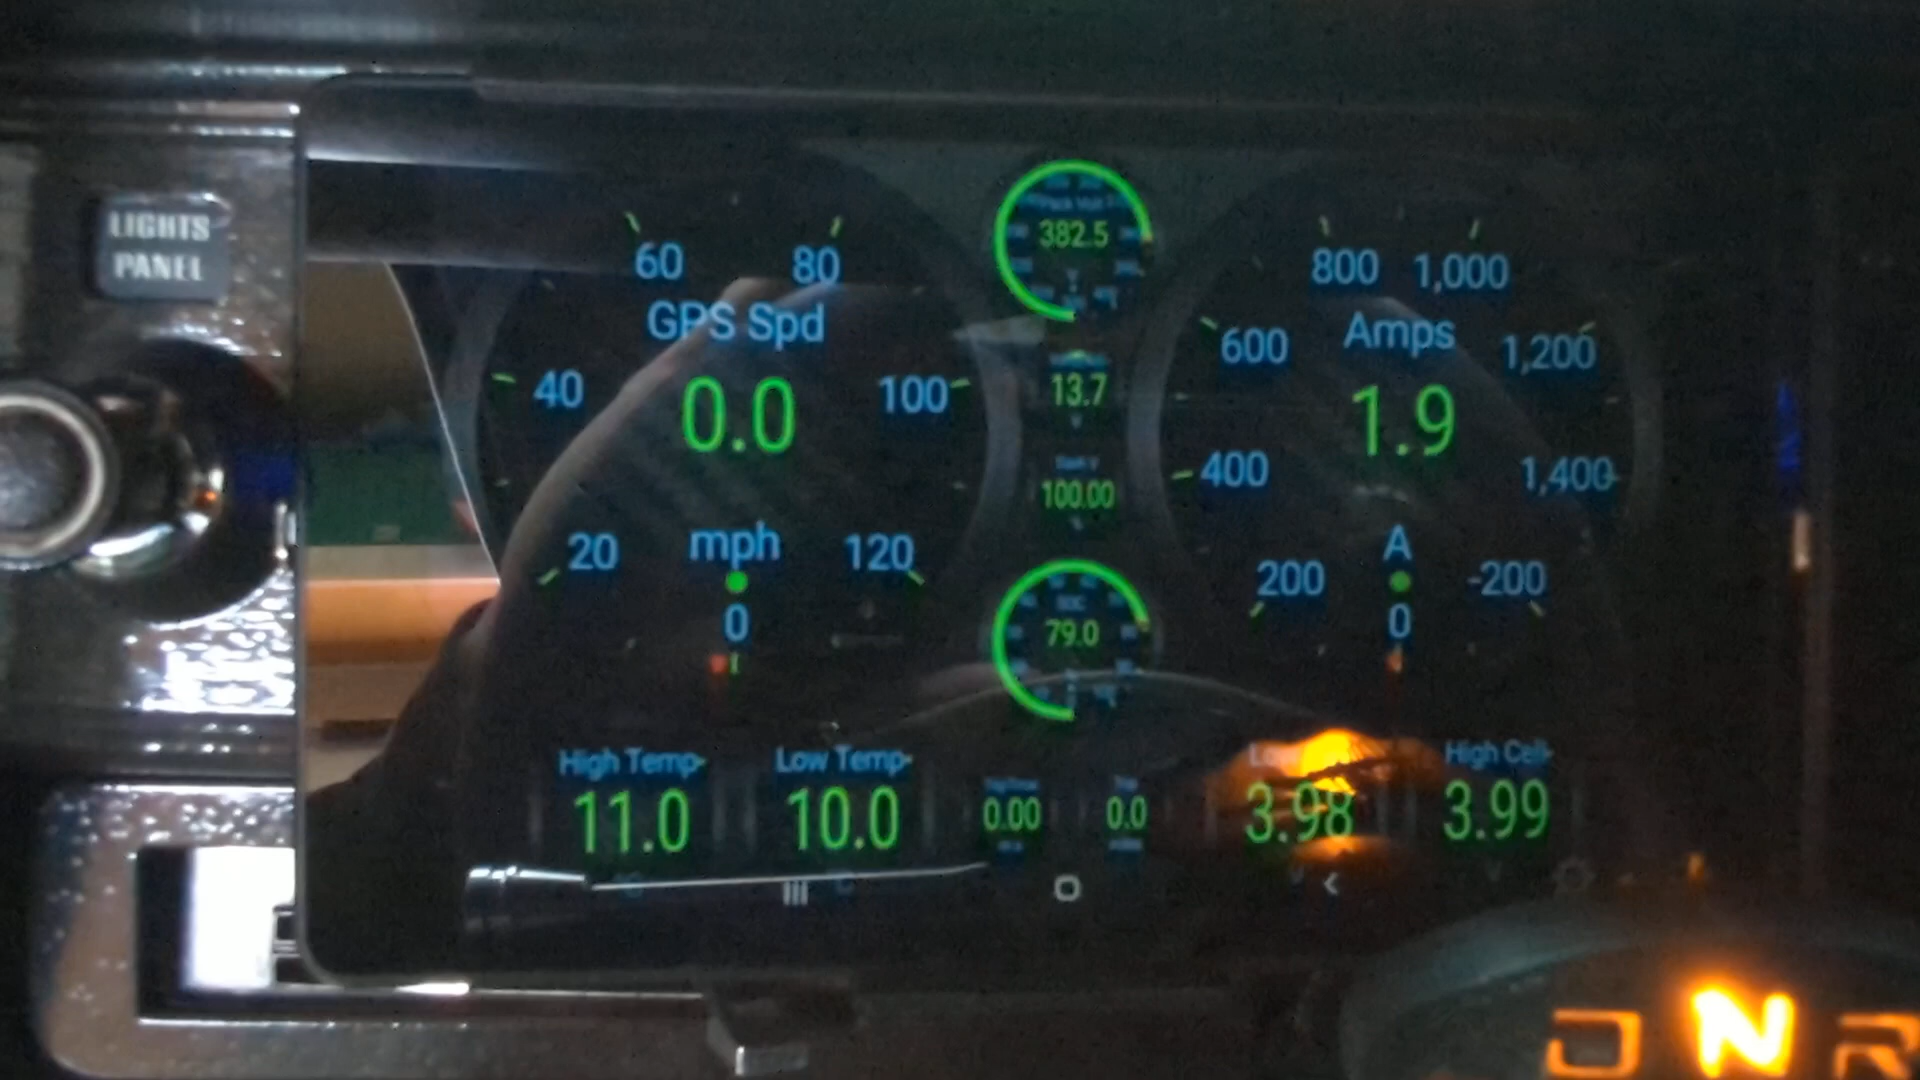 LIGHTS
PANEL
60 80
GPS Spd
40 0.0 100
20 mph 120
0
382.5
13.7
100.00
SOC
79.0
800 1,000
600 Amps 1,200
1.9
400 1,400
200 A -200
0
High Temp
11.0
Low Temp
10.0
0.00
0.0
3.98
High Cell
3.99
D N R